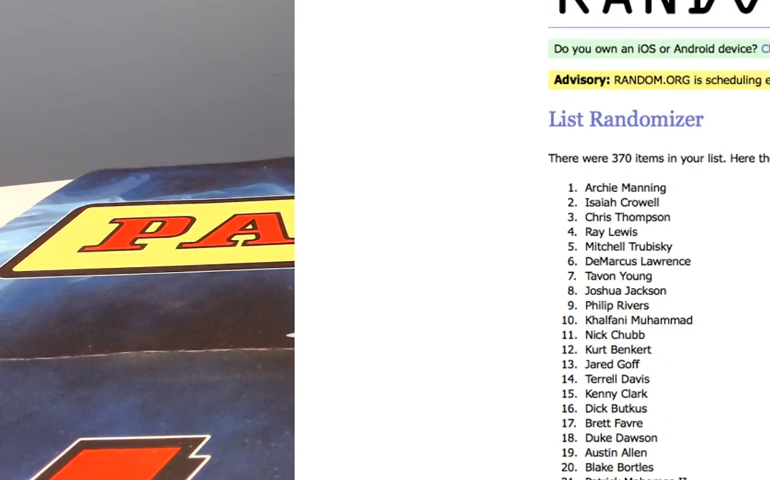 PA
Do you own an iOS or Android device?
Advisory: RANDOM.ORG is scheduling
List Randomizer
There were 370 items in your list. Here
1. Archie Manning
2. Isaiah Crowell
3. Chris Thompson
4. Ray Lewis
5. Mitchell Trubisky
6. DeMarcus Lawrence
7. Tavon Young
8. Joshua Jackson
9. Philip Rivers
10. Khalfani Muhammad
11. Nick Chubb
12. Kurt Benkert
13. Jared Goff
14. Terrell Davis
15. Kenny Clark
16. Dick Butkus
17. Brett Favre
18. Duke Dawson
19. Austin Allen
20. Blake Bortles